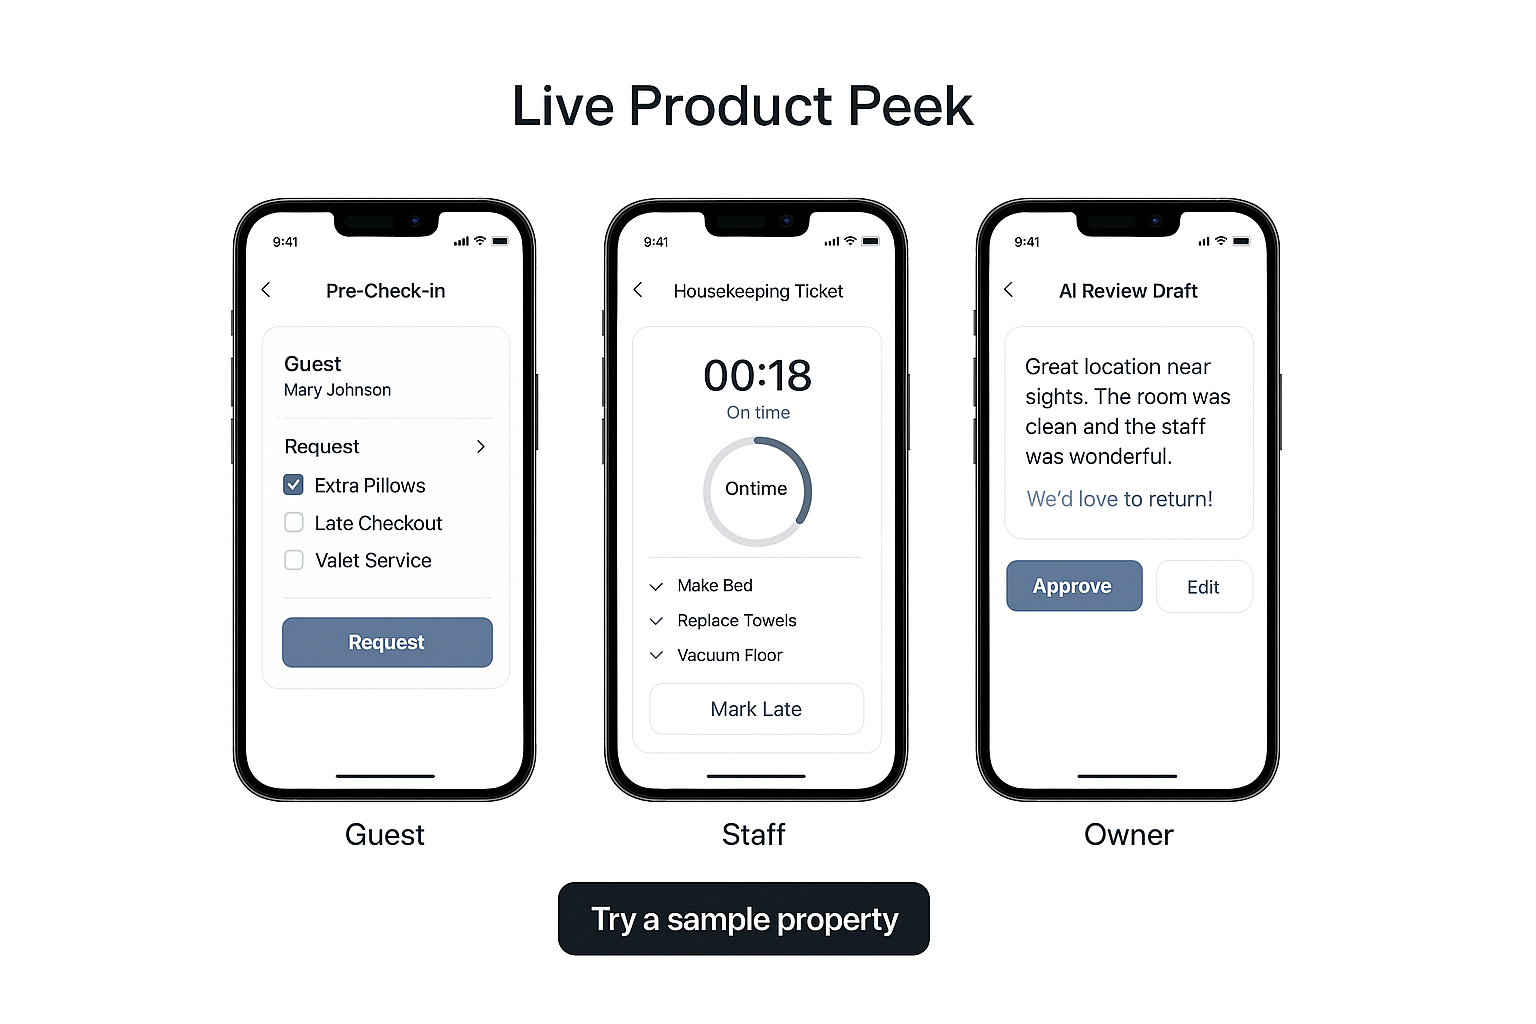 Live Product Peek
9:41
Pre-Check-in
Guest
Mary Johnson
Request
Extra Pillows
Late Checkout
Valet Service
Request
Guest
9:41
Housekeeping Ticket
00:18
On time
Ontime
Make Bed
Replace Towels
Vacuum Floor
Mark Late
Staff
9:41
AI Review Draft
Great location near
sights. The room was
clean and the staff
was wonderful.
We’d love to return!
Approve
Edit
Owner
Try a sample property